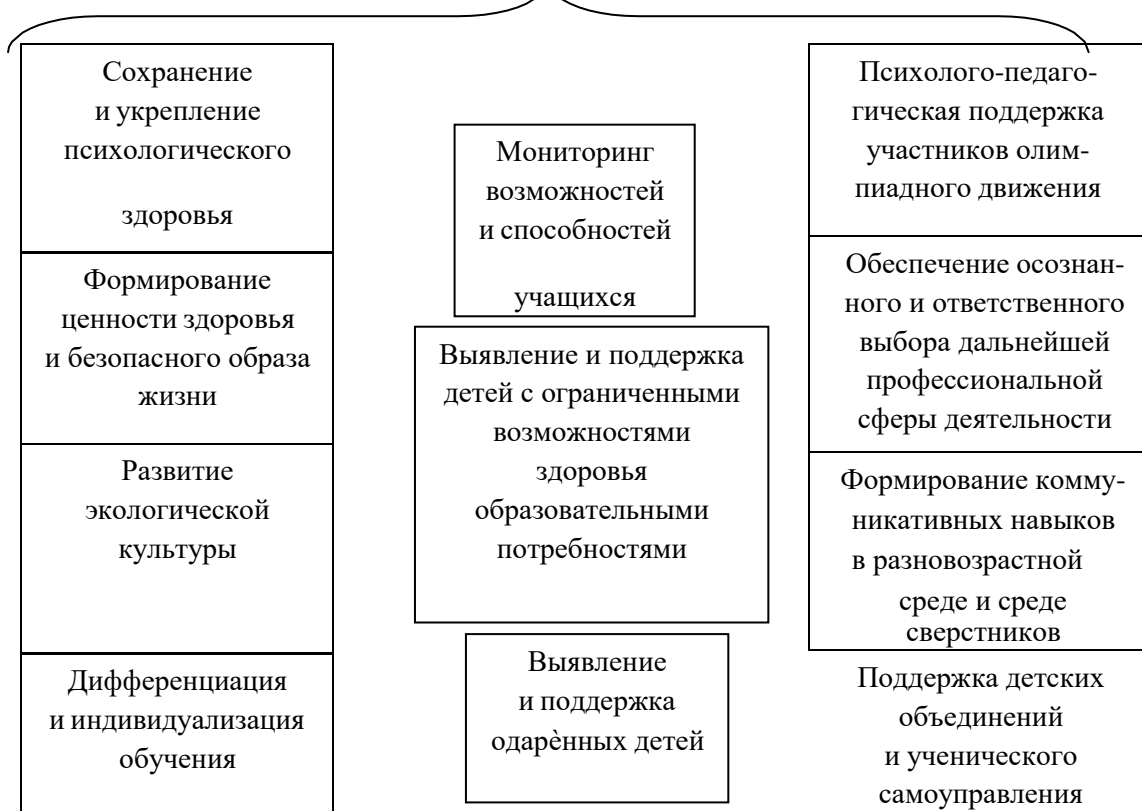 Сохранение
и укрепление
психологического
здоровья
Формирование
ценности здоровья
и безопасного образа
жизни
Развитие
экологической
культуры
Дифференциация
и индивидуализация
обучения
Мониторинг
возможностей
и способностей
учащихся
Выявление и поддержка
детей с ограниченными
возможностями
здоровья
образовательными
потребностями
Выявление
и поддержка
одарѐнных детей
Психолого-педаго-
гическая поддержка
участников олим-
пиадного движения
Обеспечение осознан-
ного и ответственного
выбора дальнейшей
профессиональной
сферы деятельности
Формирование комму-
никативных навыков
в разновозрастной
среде и среде
сверстников
Поддержка детских
объединений
и ученического
самоуправления